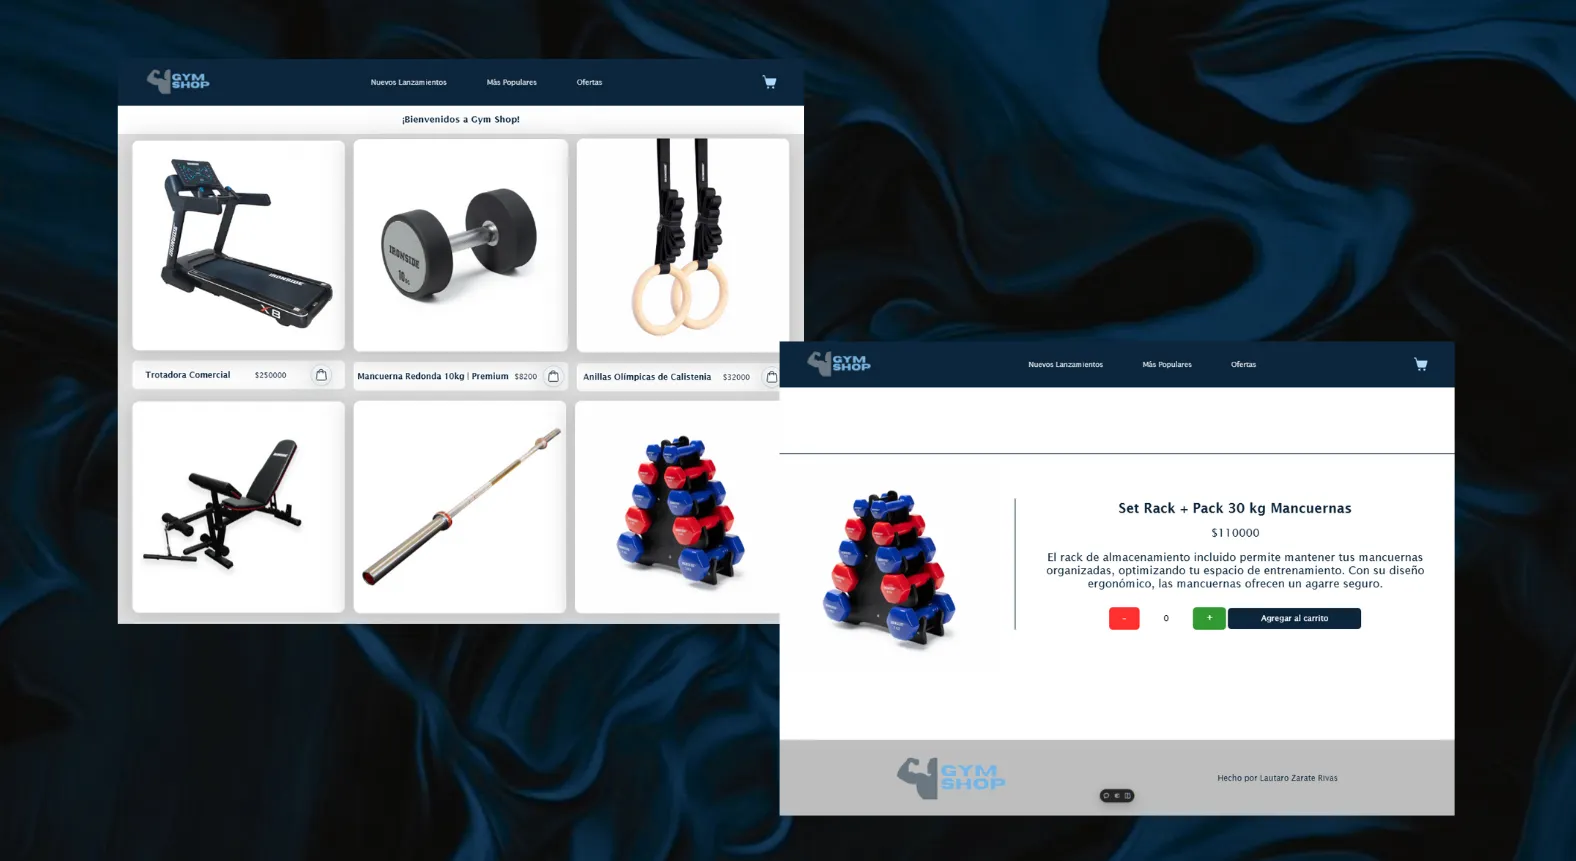 GYM
SHOP
Nuevos Lanzamientos
Más Populares
Ofertas
¡Bienvenidos a Gym Shop!
IRONSIDE
X8
IRONSIDE
10KG
Trotadora Comercial
$250000
Mancuerna Redonda 10kg | Premium
$8200
Anillas Olímpicas de Calistenia
$32000
GYM
SHOP
Nuevos Lanzamientos
Más Populares
Ofertas
Set Rack + Pack 30 kg Mancuernas
$110000
El rack de almacenamiento incluido permite mantener tus mancuernas
organizadas, optimizando tu espacio de entrenamiento. Con su diseño
ergonómico, las mancuernas ofrecen un agarre seguro.
-
0
+
Agregar al carrito
GYM
SHOP
Hecho por Lautaro Zarate Rivas